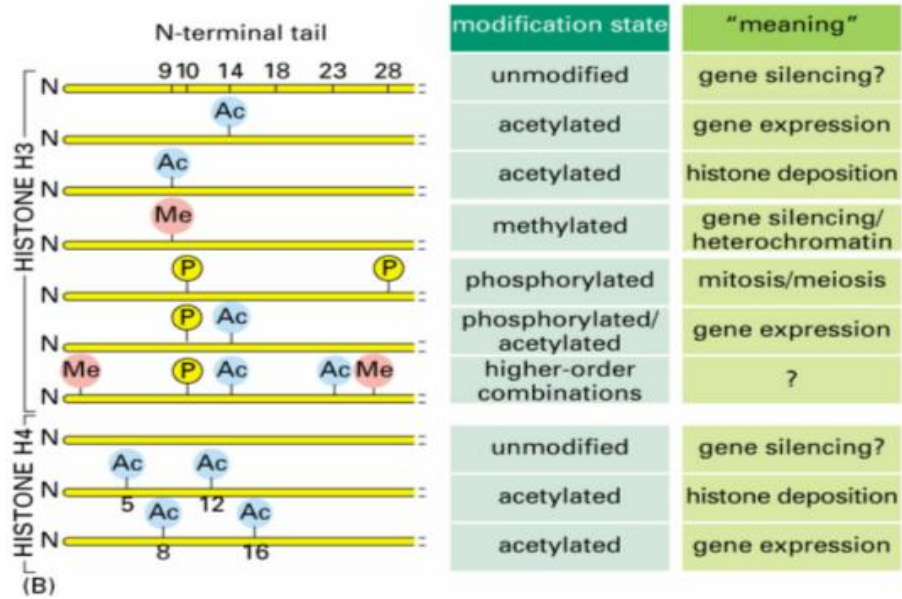 N-terminal tail
modification state
"meaning"
HISTONE H3
9 10 14 18 23 28
N
unmodified
gene silencing?
Ac
N
acetylated
gene expression
Ac
N
acetylated
histone deposition
Me
N
methylated
gene silencing/
heterochromatin
P P
N
phosphorylated
mitosis/meiosis
P Ac
N
phosphorylated/
acetylated
gene expression
Me P Ac Ac Me
N
higher-order
combinations
?
HISTONE H4
N
unmodified
gene silencing?
Ac Ac
N
5 12
acetylated
histone deposition
Ac Ac
N
8 16
acetylated
gene expression
(B)